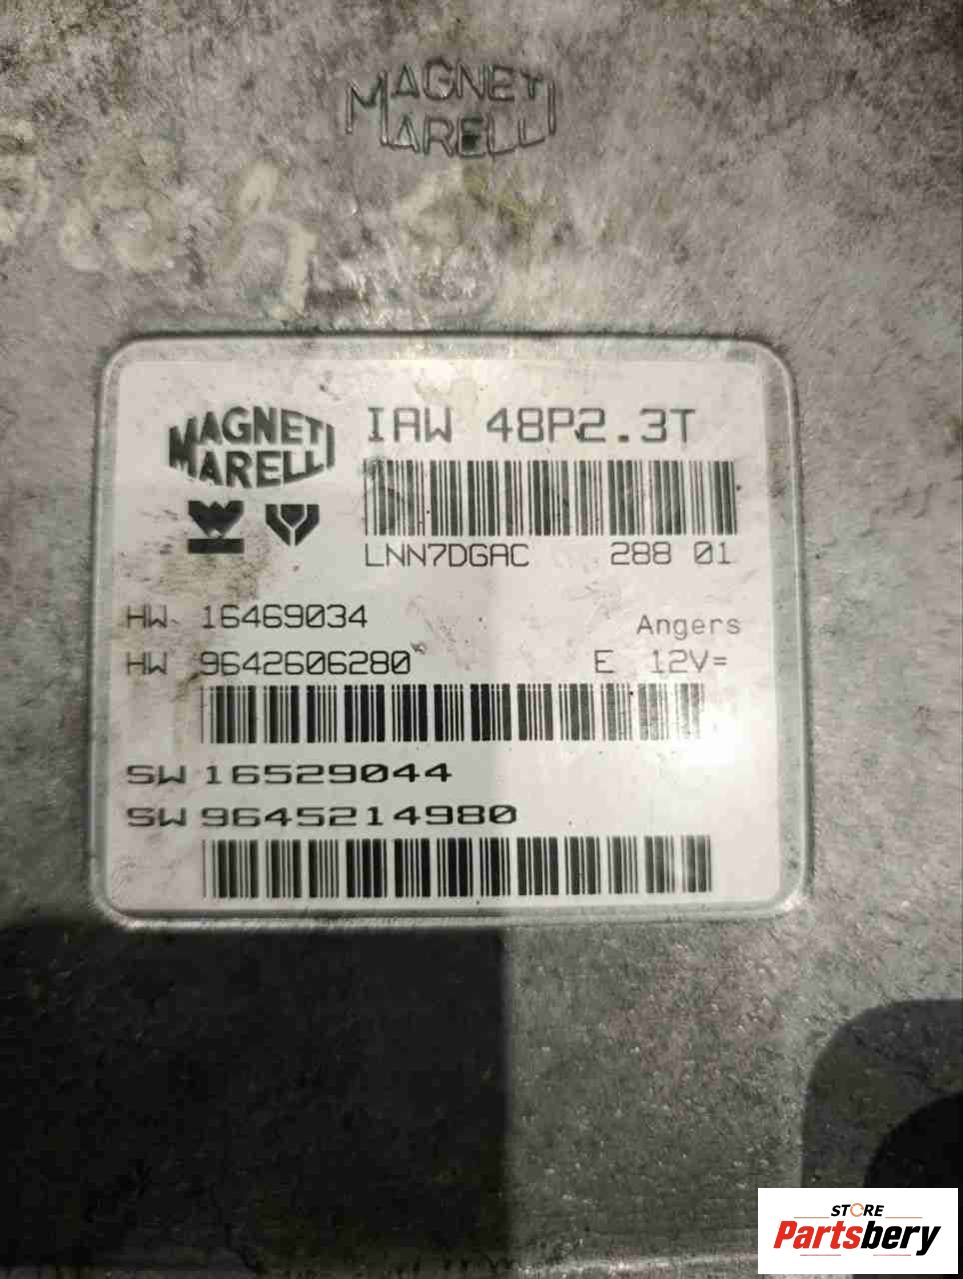 MAGNETI
MARELLI
MAGNETI
MARELLI
IAW 48P2.3T
LNN7DGAC 288 01
HW 16469034
Angers
HW 9642606280
E 12V=
SW 16529044
SW 9645214980
STORE
Partsbery